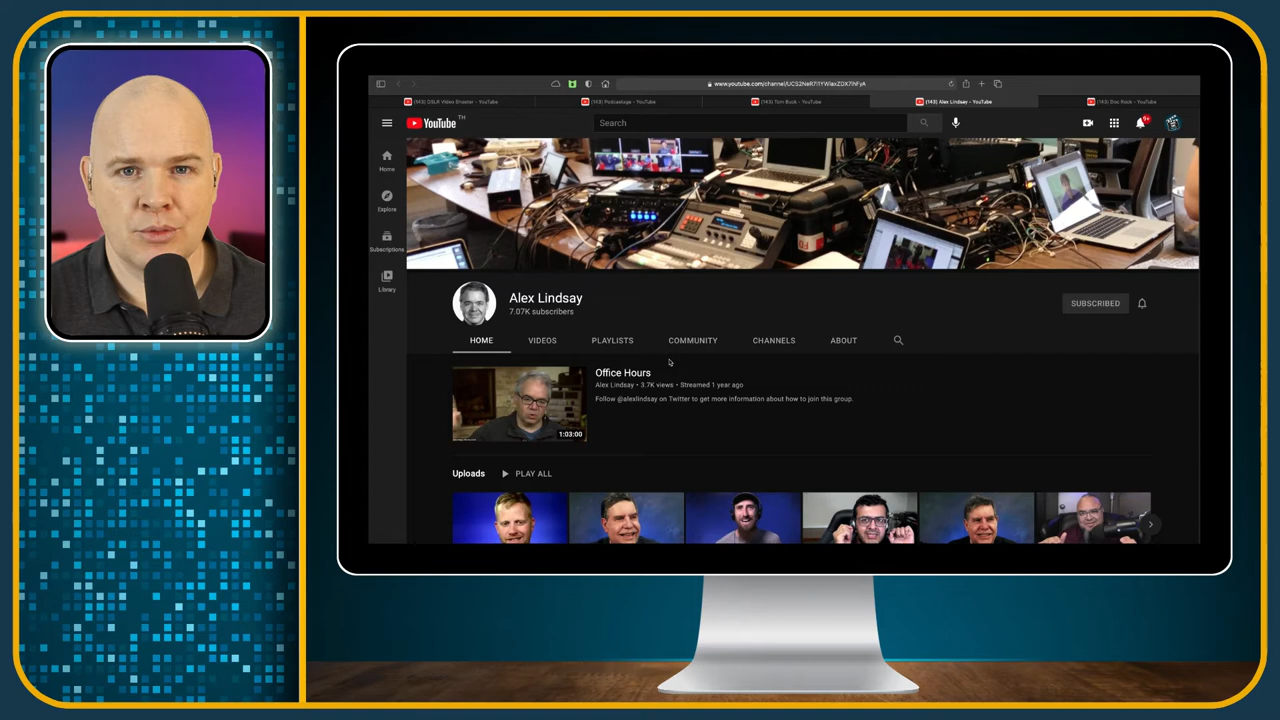 www.youtube.com/channel/UCS2NeR7i1YWiaxZDX7lhFyA
(143) DSLR Video Shooter - YouTube
(143) Podcastage - YouTube
(143) Tom Buck - YouTube
(143) Alex Lindsay - YouTube
(143) Doc Rock - YouTube
YouTube TH
Search
9+
Home
Explore
Subscriptions
Library
Alex Lindsay
7.07K subscribers
SUBSCRIBED
HOME VIDEOS PLAYLISTS COMMUNITY CHANNELS ABOUT
Office Hours
Alex Lindsay • 3.7K views • Streamed 1 year ago
Follow @alexlindsay on Twitter to get more information about how to join this group.
1:03:00
Uploads PLAY ALL